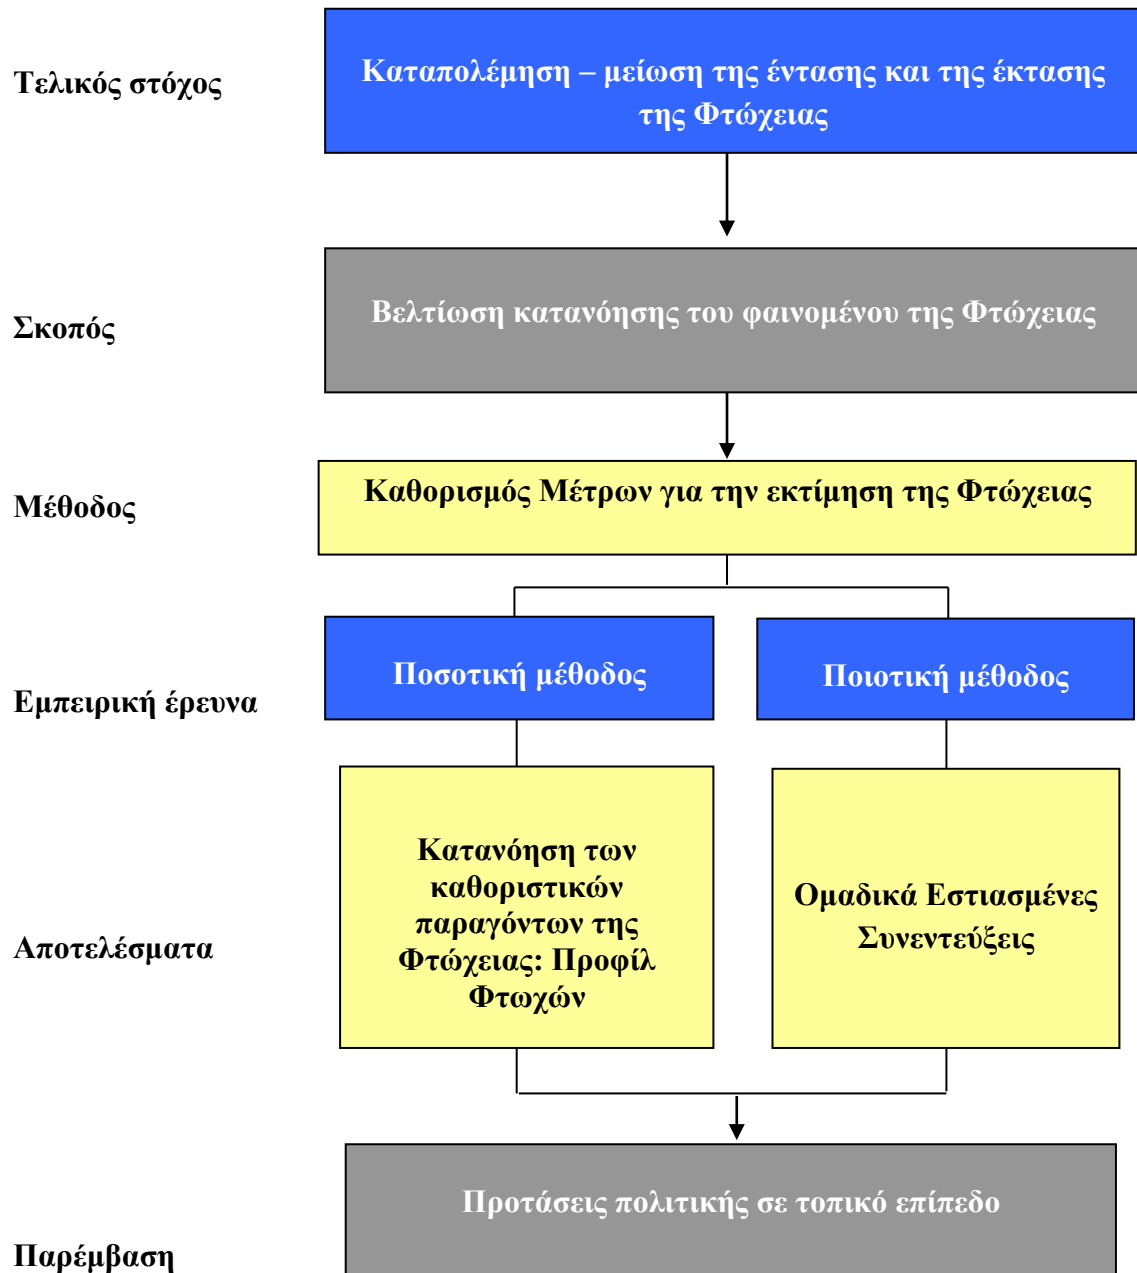 Τελικός στόχος
Καταπολέμηση – μείωση της έντασης και της έκτασης
της Φτώχειας
Σκοπός
Βελτίωση κατανόησης του φαινομένου της Φτώχειας
Μέθοδος
Καθορισμός Μέτρων για την εκτίμηση της Φτώχειας
Εμπειρική έρευνα
Ποσοτική μέθοδος
Ποιοτική μέθοδος
Αποτελέσματα
Κατανόηση των
καθοριστικών
παραγόντων της
Φτώχειας: Προφίλ
Φτωχών
Ομαδικά Εστιασμένες
Συνεντεύξεις
Προτάσεις πολιτικής σε τοπικό επίπεδο
Παρέμβαση